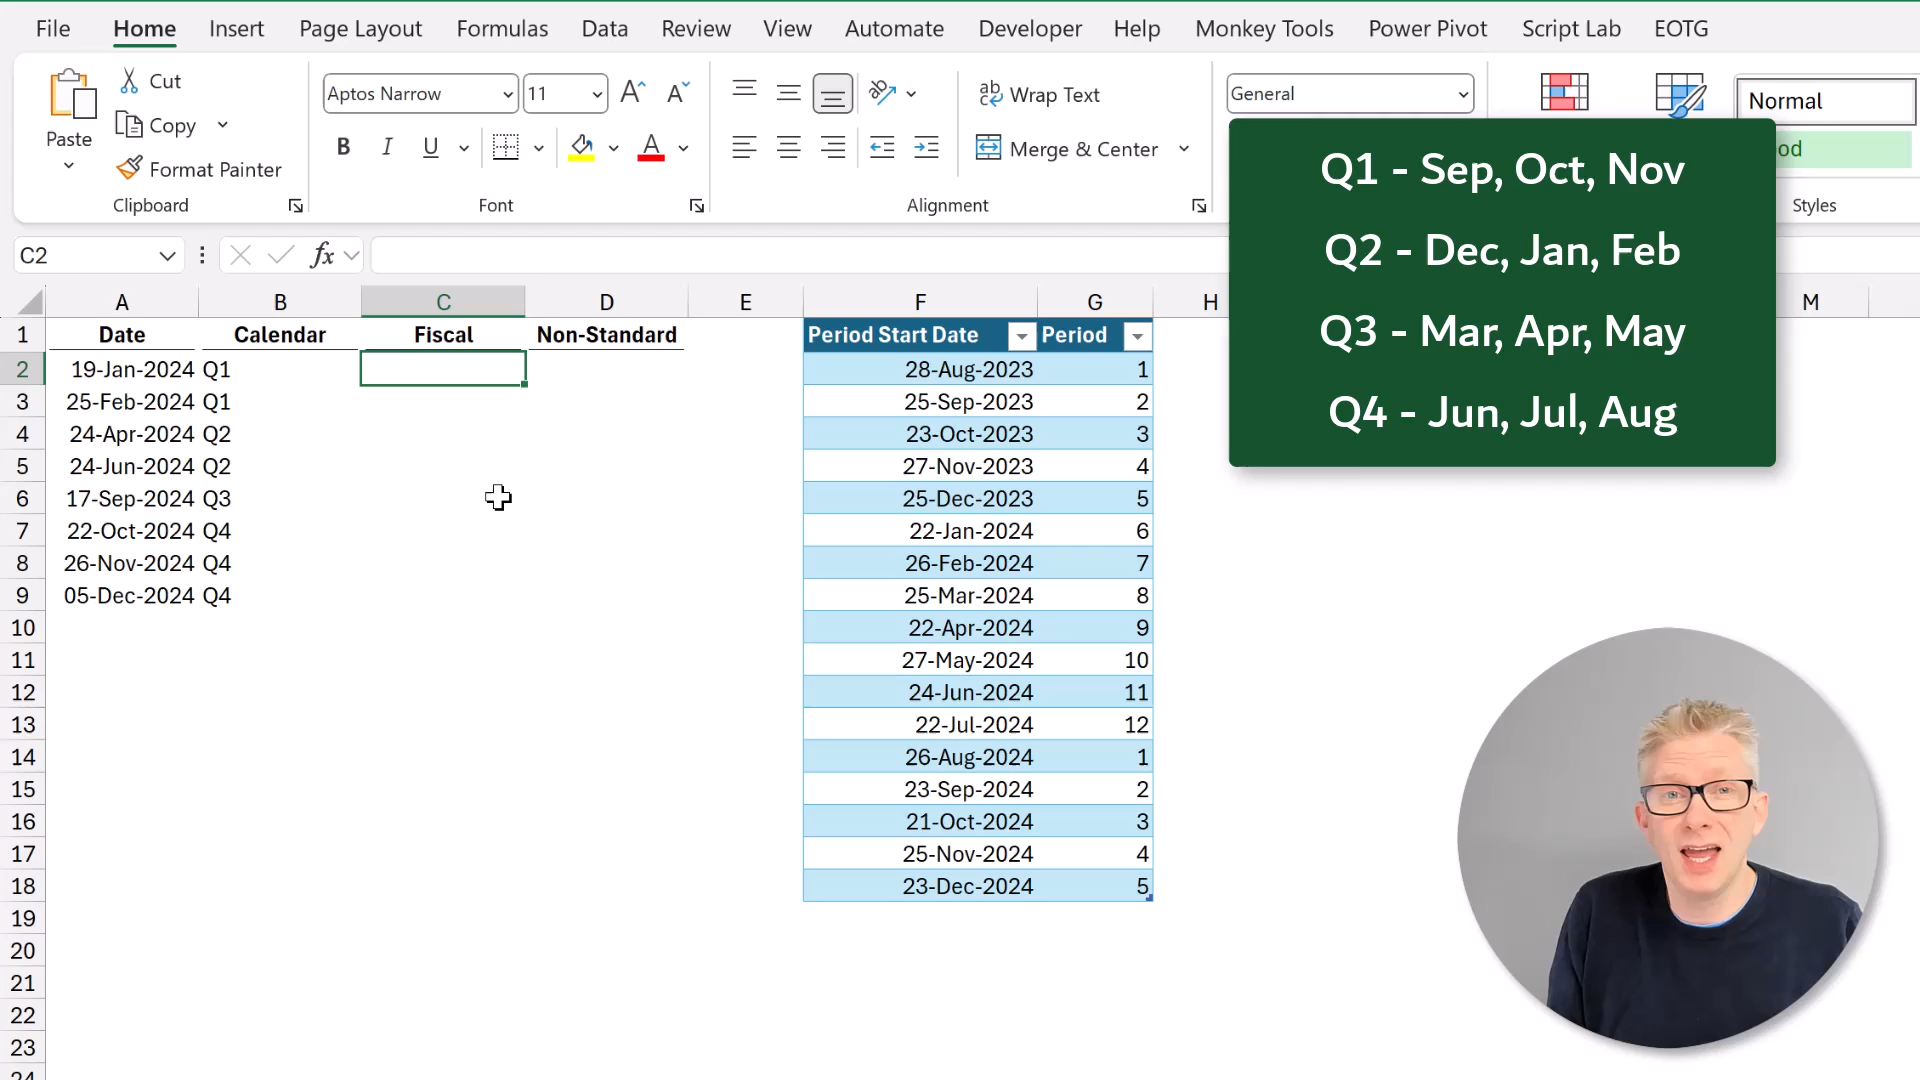 File Home Insert Page Layout Formulas Data Review View Automate Developer Help Monkey Tools Power Pivot Script Lab EOTG
Paste
Cut
Copy
Format Painter
Clipboard
Aptos Narrow 11
B I U
Font
Wrap Text
Merge & Center
Alignment
General
Normal
od
Styles
Q1 - Sep, Oct, Nov
Q2 - Dec, Jan, Feb
Q3 - Mar, Apr, May
Q4 - Jun, Jul, Aug
C2 fx
A B C D E F G H M
1 Date Calendar Fiscal Non-Standard Period Start Date Period
2 19-Jan-2024 Q1 28-Aug-2023 1
3 25-Feb-2024 Q1 25-Sep-2023 2
4 24-Apr-2024 Q2 23-Oct-2023 3
5 24-Jun-2024 Q2 27-Nov-2023 4
6 17-Sep-2024 Q3 25-Dec-2023 5
7 22-Oct-2024 Q4 22-Jan-2024 6
8 26-Nov-2024 Q4 26-Feb-2024 7
9 05-Dec-2024 Q4 25-Mar-2024 8
10 22-Apr-2024 9
11 27-May-2024 10
12 24-Jun-2024 11
13 22-Jul-2024 12
14 26-Aug-2024 1
15 23-Sep-2024 2
16 21-Oct-2024 3
17 25-Nov-2024 4
18 23-Dec-2024 5
19
20
21
22
23
24